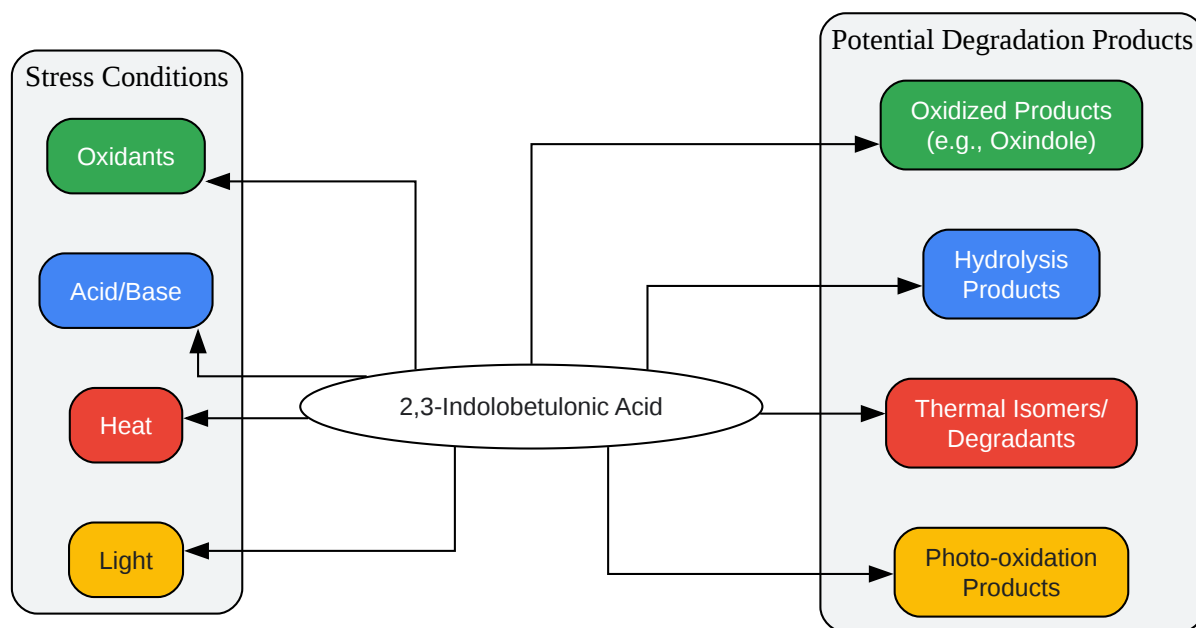 Stress Conditions
Oxidants
Acid/Base
Heat
Light
2,3-Indolobetulonic Acid
Potential Degradation Products
Oxidized Products
(e.g., Oxindole)
Hydrolysis
Products
Thermal Isomers/
Degradants
Photo-oxidation
Products